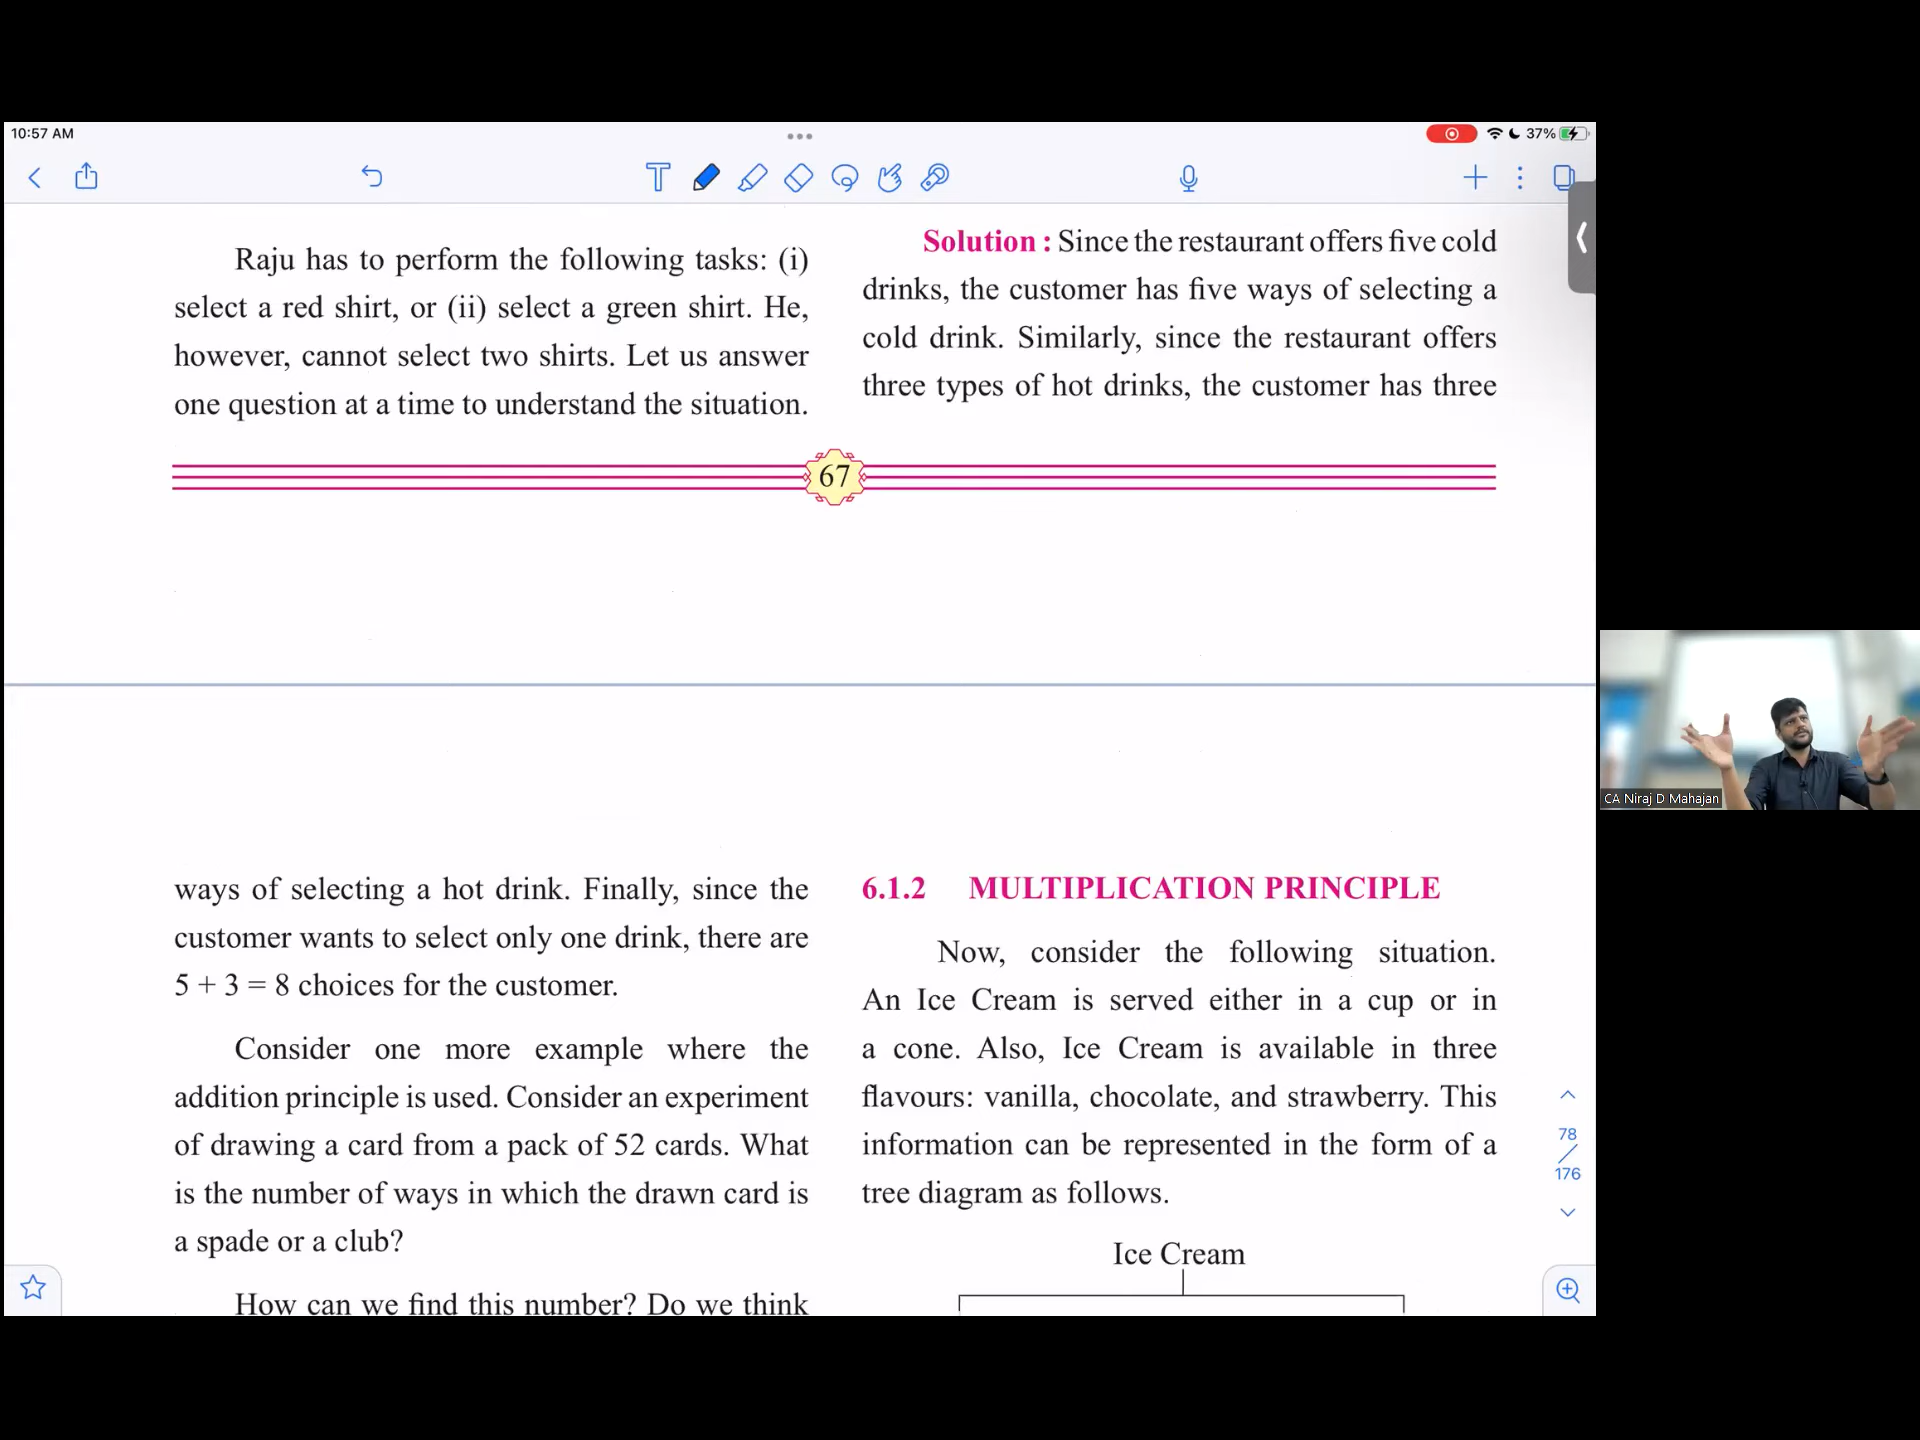 10:57 AM
37%
Raju has to perform the following tasks: (i)
select a red shirt, or (ii) select a green shirt. He,
however, cannot select two shirts. Let us answer
one question at a time to understand the situation.
Solution : Since the restaurant offers five cold
drinks, the customer has five ways of selecting a
cold drink. Similarly, since the restaurant offers
three types of hot drinks, the customer has three
67
ways of selecting a hot drink. Finally, since the
customer wants to select only one drink, there are
5 + 3 = 8 choices for the customer.
Consider one more example where the
addition principle is used. Consider an experiment
of drawing a card from a pack of 52 cards. What
is the number of ways in which the drawn card is
a spade or a club?
How can we find this number? Do we think
6.1.2 MULTIPLICATION PRINCIPLE
Now, consider the following situation.
An Ice Cream is served either in a cup or in
a cone. Also, Ice Cream is available in three
flavours: vanilla, chocolate, and strawberry. This
information can be represented in the form of a
tree diagram as follows.
Ice Cream
78
176
CA Niraj D Mahajan